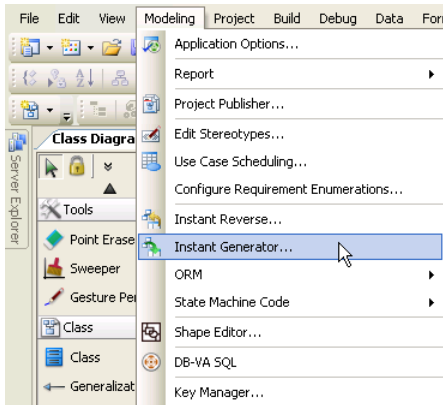 File Edit View Modeling Project Build Debug Data For
Application Options...
Report
Project Publisher...
Class Diagra
Edit Stereotypes...
Server Explorer
Use Case Scheduling...
Configure Requirement Enumerations...
Tools
Instant Reverse...
Point Erase
Instant Generator...
Sweeper
ORM
Gesture Pe
State Machine Code
Class
Shape Editor...
Class
DB-VA SQL
Generalizat
Key Manager...